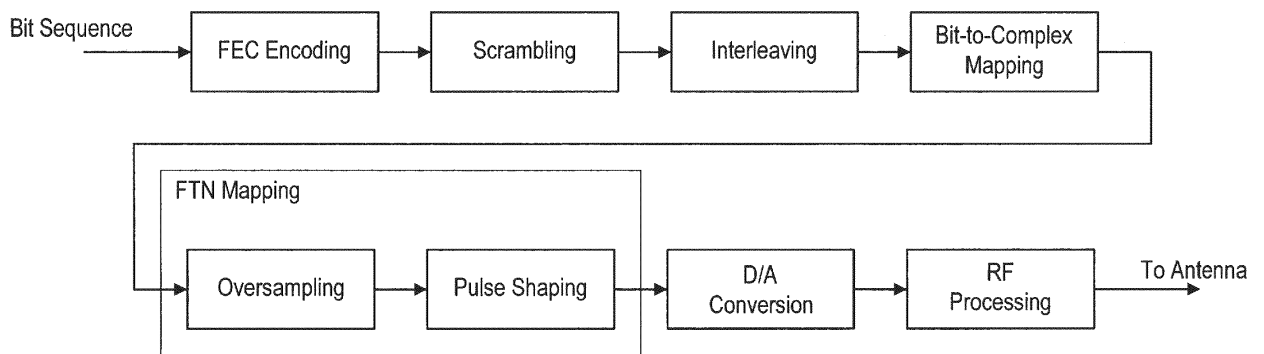 Bit Sequence
FEC Encoding
Scrambling
Interleaving
Bit-to-Complex
Mapping
FTN Mapping
Oversampling
Pulse Shaping
D/A
Conversion
RF
Processing
To Antenna